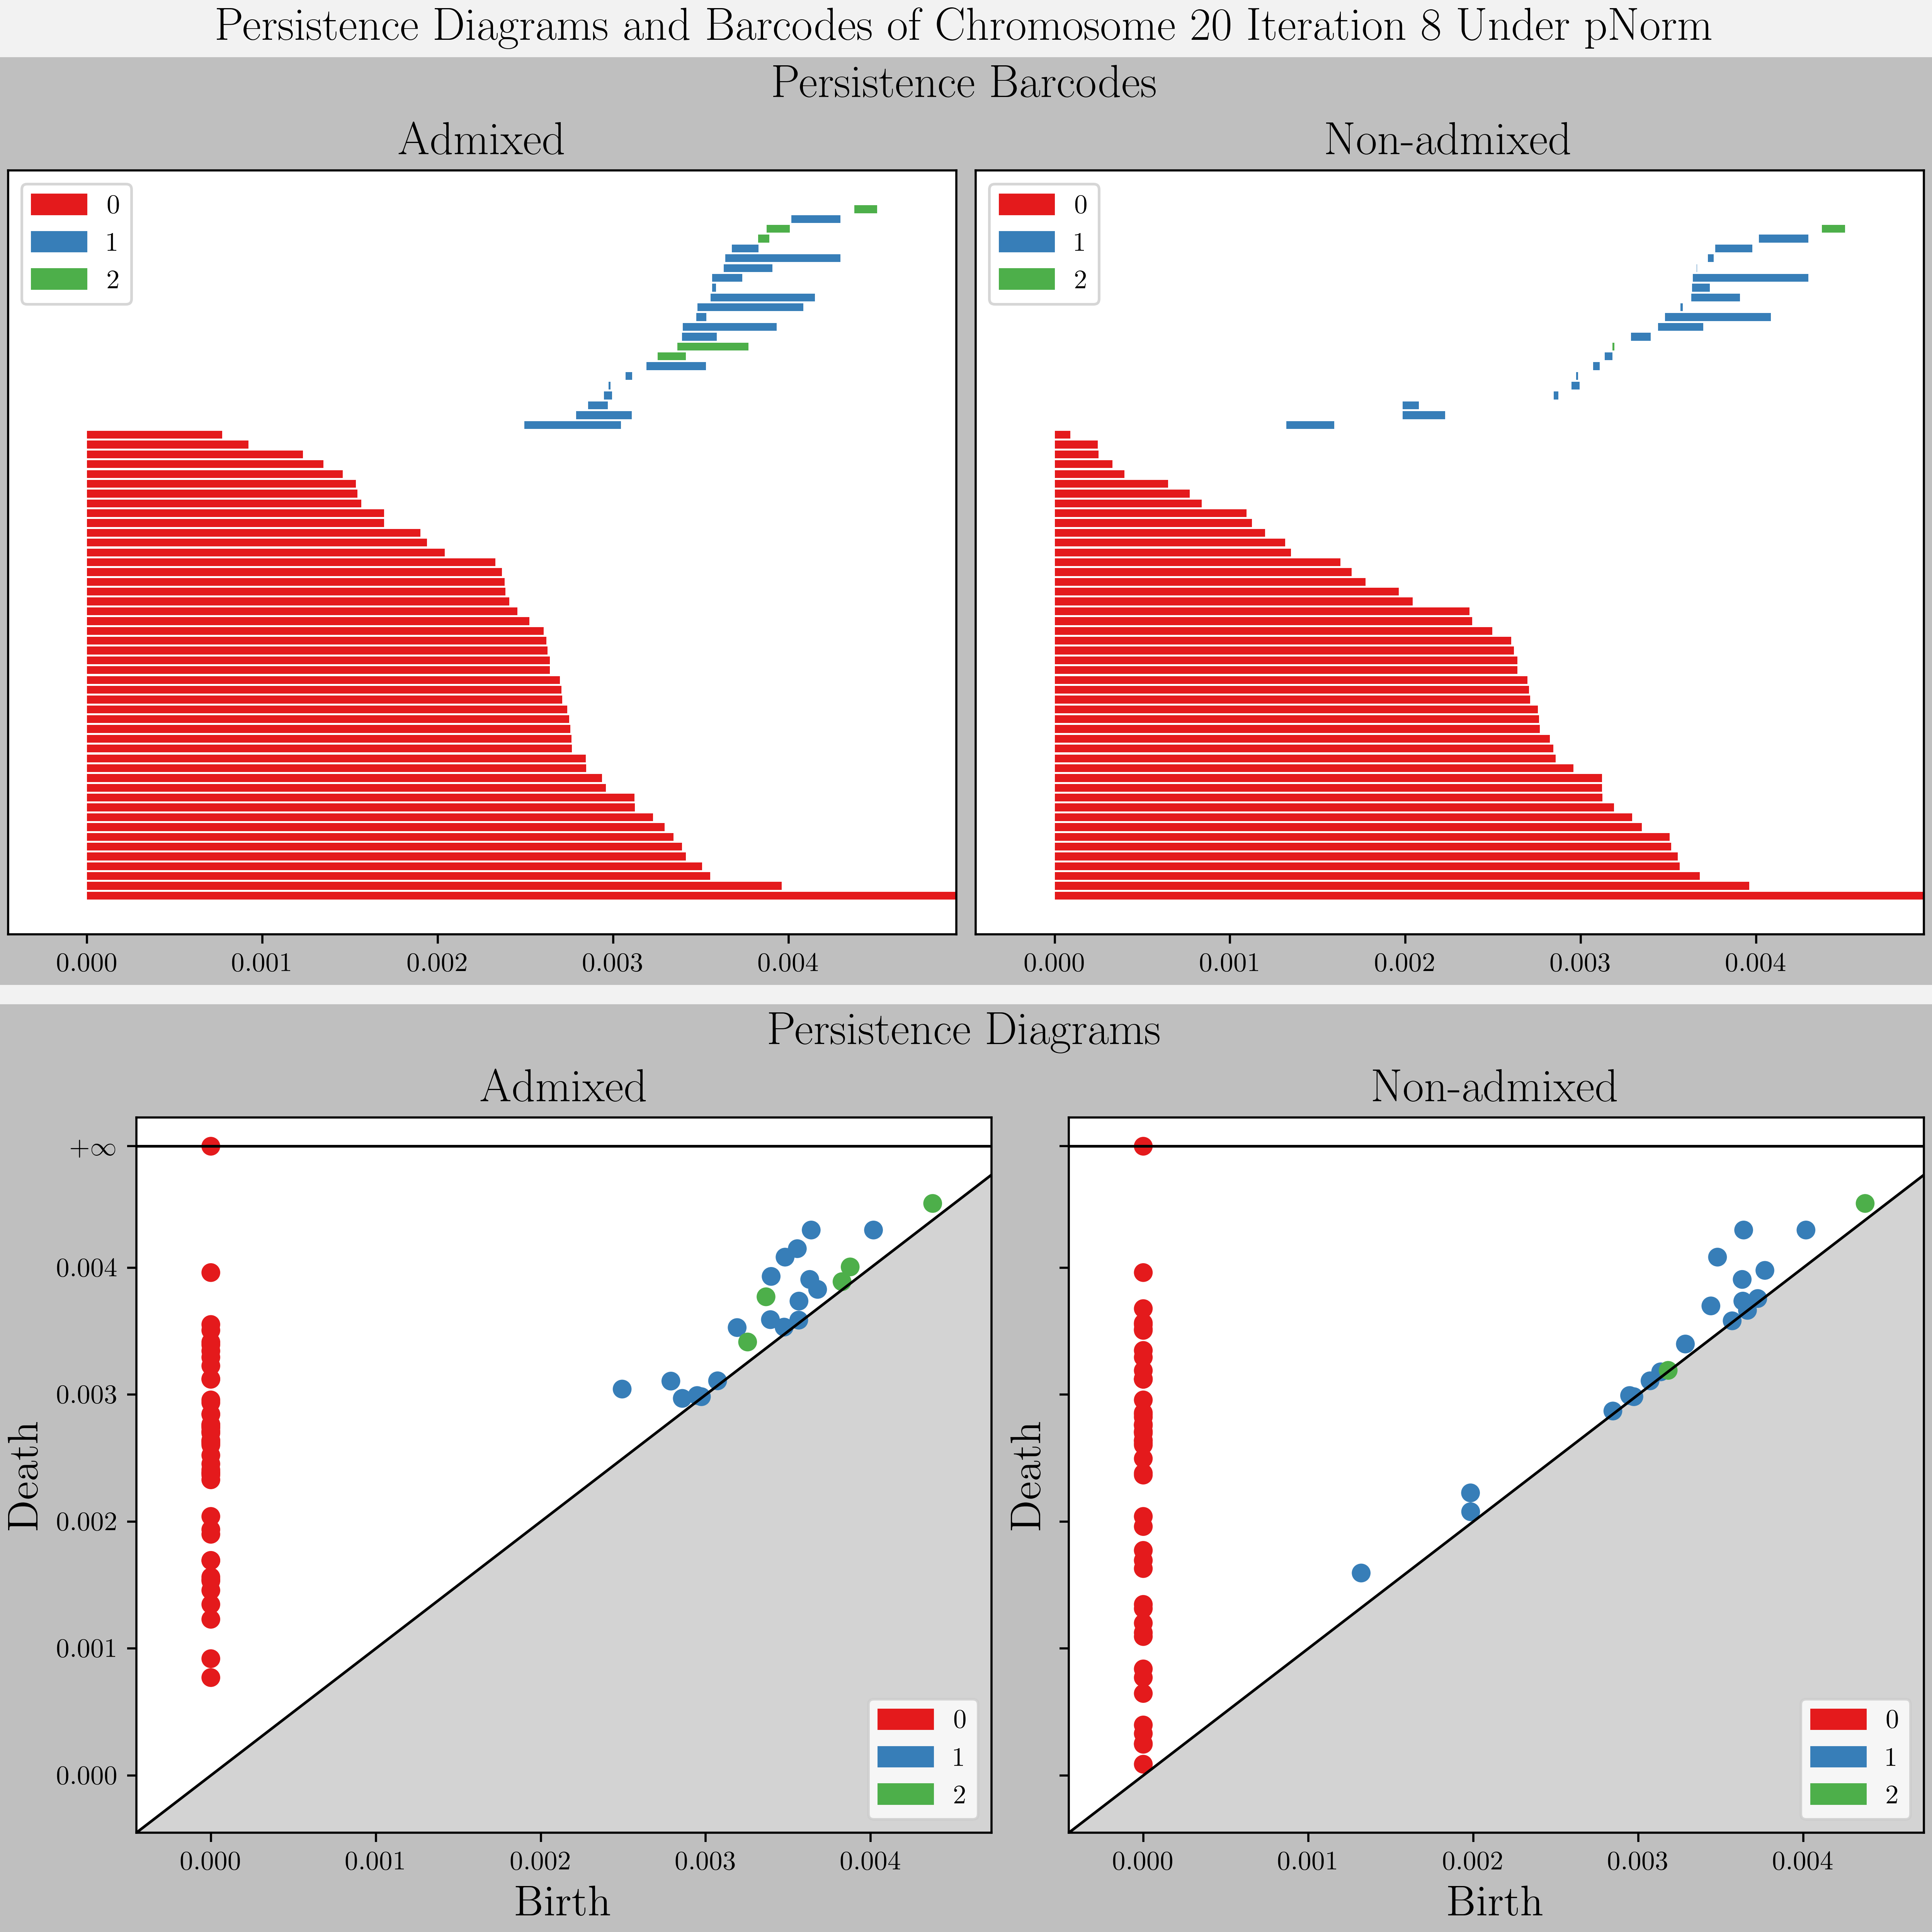 Persistence Diagrams and Barcodes of Chromosome 20 Iteration 8 Under pNorm
Persistence Barcodes
Admixed
0
1
2
0.000 0.001 0.002 0.003 0.004
Non-admixed
0
1
2
0.000 0.001 0.002 0.003 0.004
Persistence Diagrams
Admixed
+∞
0.004
0.003
0.002
0.001
0.000
Death
0
1
2
0.000 0.001 0.002 0.003 0.004
Birth
Non-admixed
Death
0
1
2
0.000 0.001 0.002 0.003 0.004
Birth